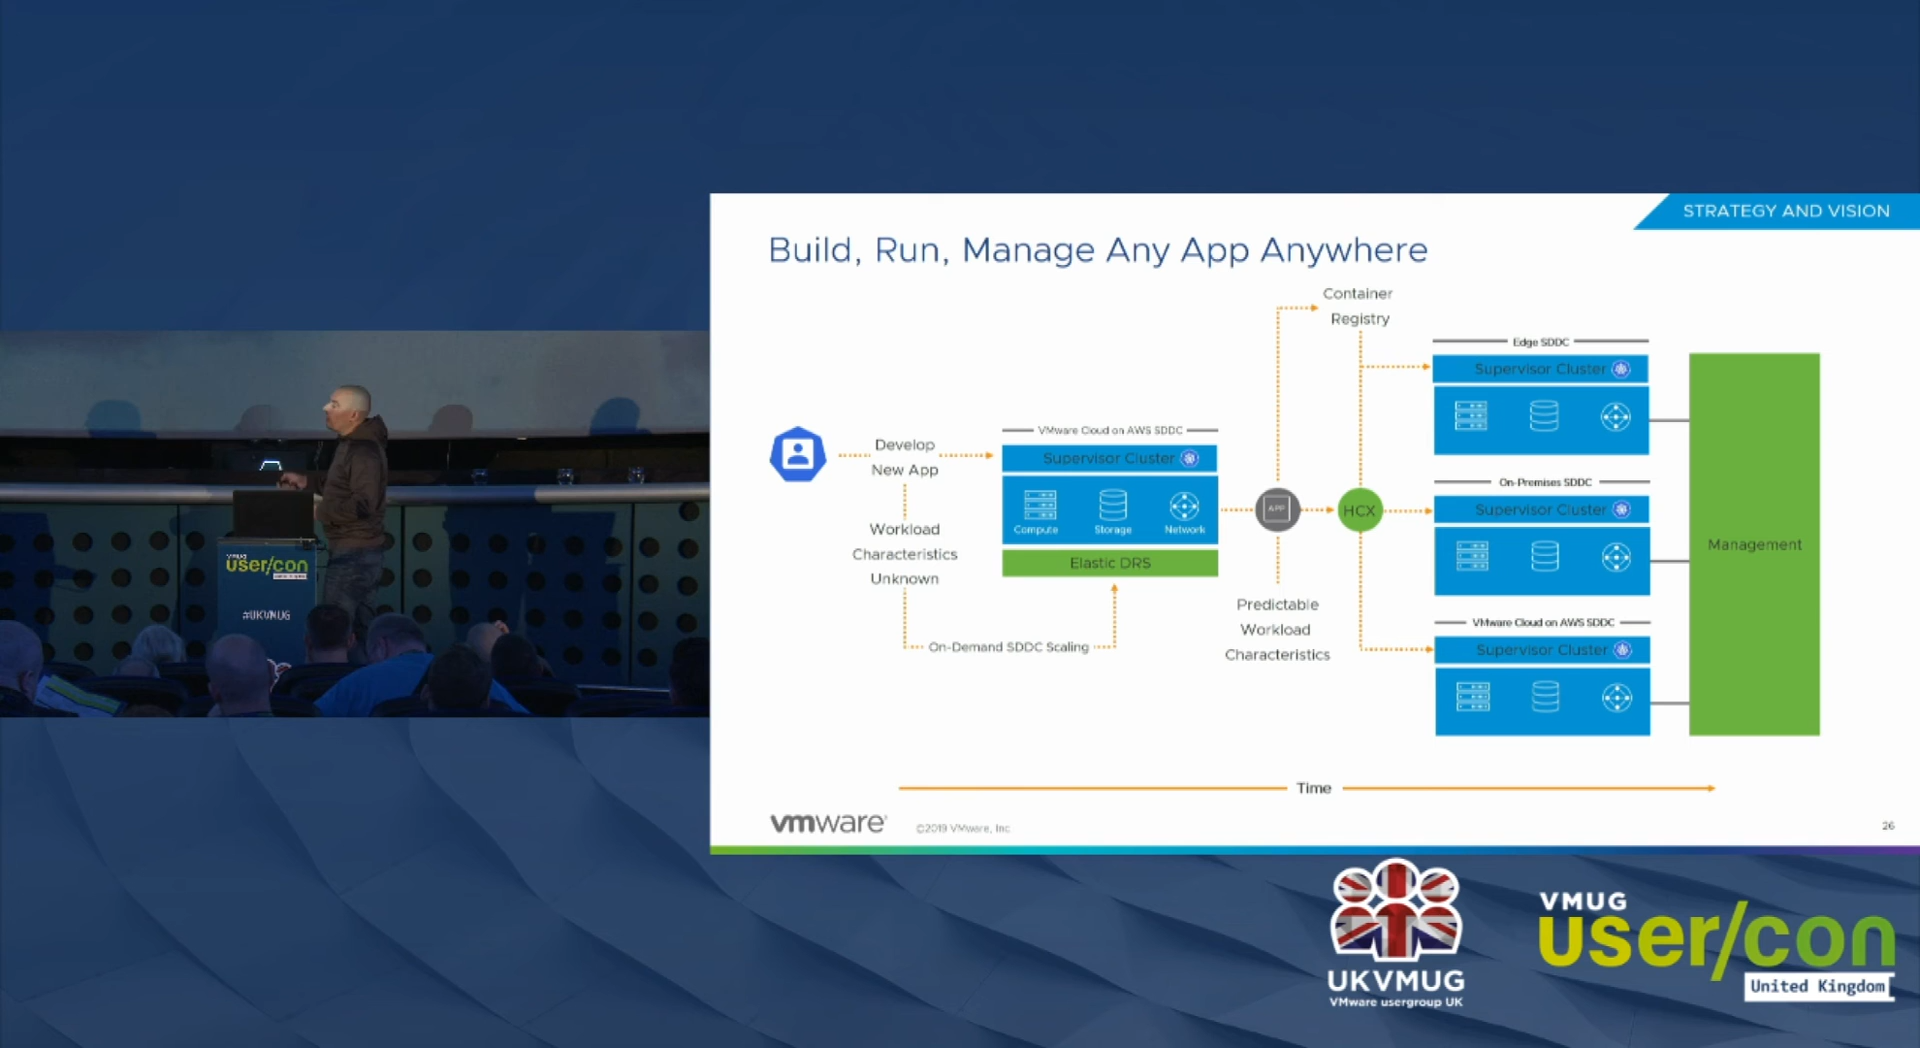 STRATEGY AND VISION
Build, Run, Manage Any App Anywhere
Container
Registry
Develop
New App
Workload
Characteristics
Unknown
On-Demand SDDC Scaling
VMware Cloud on AWS SDDC
Supervisor Cluster
Compute
Storage
Network
Elastic DRS
APP
HCX
Predictable
Workload
Characteristics
Edge SDDC
Supervisor Cluster
On-Premises SDDC
Supervisor Cluster
VMware Cloud on AWS SDDC
Supervisor Cluster
Management
Time
vmware
©2019 VMware, Inc
26
VMUG
user/con
#UKVMUG
UKVMUG
VMware usergroup UK
VMUG
user/con
United Kingdom